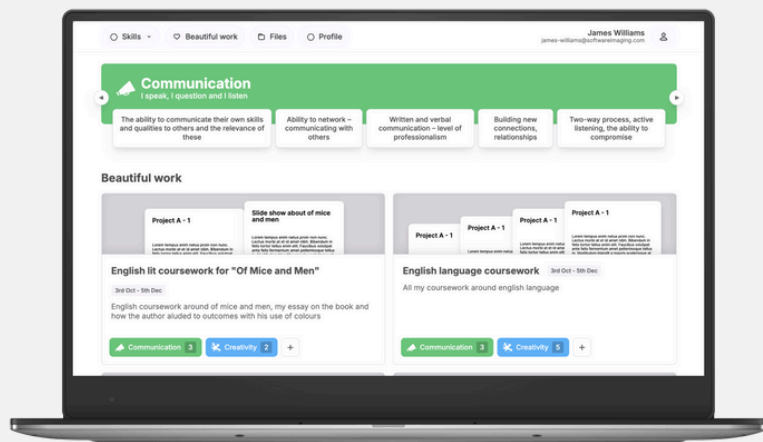 Skills
Beautiful work
Files
Profile
James Williams
james-williams@softwareimaging.com
Communication
I speak, I question and I listen
The ability to communicate their own skills
and qualities to others and the relevance of
these
Ability to network –
communicating with
others
Written and verbal
communication – level of
professionalism
Building new
connections,
relationships
Two-way process, active
listening, the ability to
compromise
Beautiful work
Project A - 1
Slide show about of mice
and men
Project A - 1
Project A - 1
Project A - 1
Project A - 1
English lit coursework for "Of Mice and Men"
3rd Oct - 5th Dec
English coursework around of mice and men, my essay on the book and
how the author aluded to outcomes with his use of colours
Communication 3
Creativity 2
+
English language coursework
3rd Oct - 5th Dec
All my coursework around english language
Communication 3
Creativity 5
+